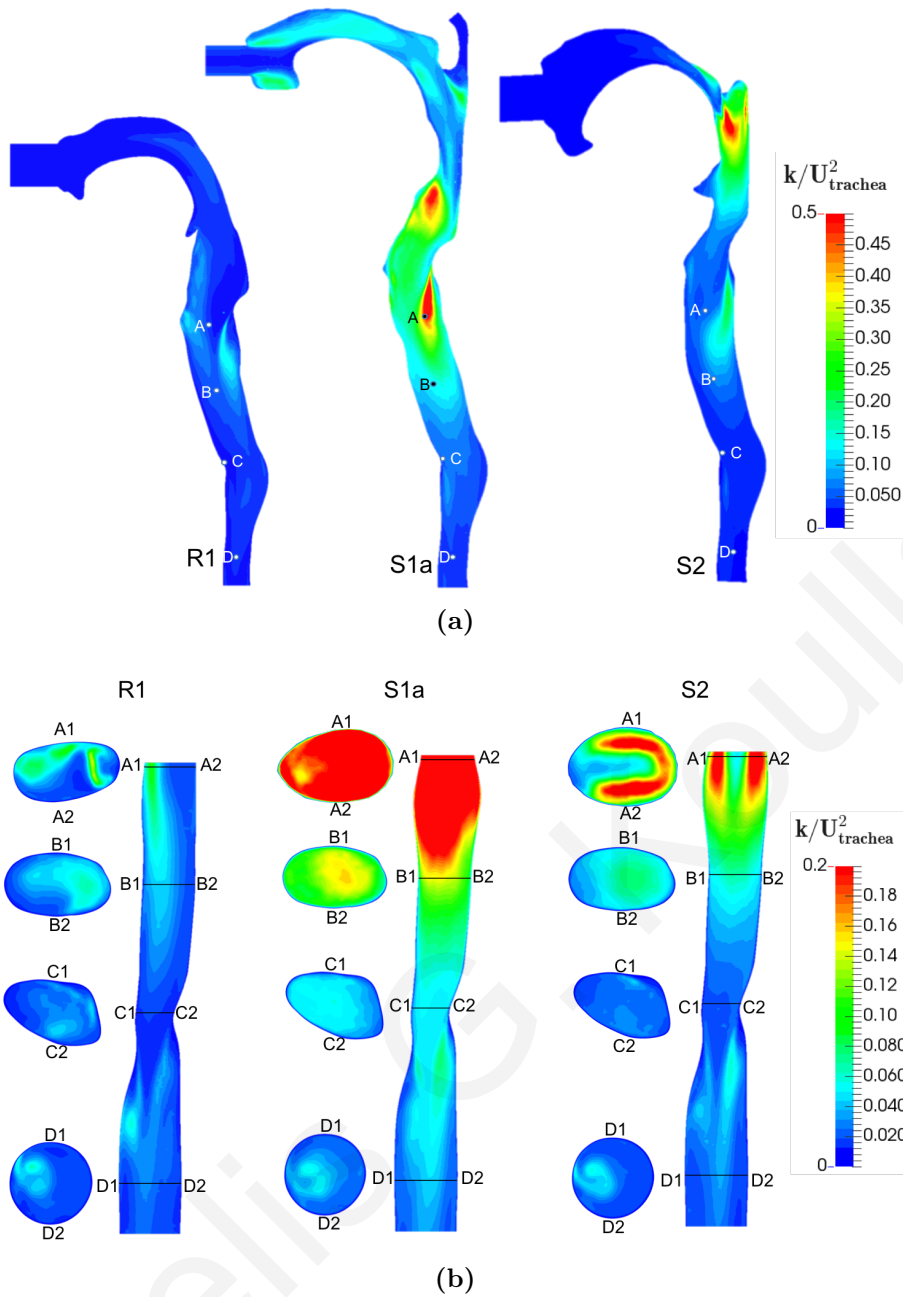 k/U²trachea
0.5
0.45
0.40
0.35
0.30
0.25
0.20
0.15
0.10
0.050
0
A
B
C
D
R1
A
B
C
D
S1a
A
B
C
D
S2
(a)
R1
A1
A2
A1 A2
B1
B2
B1 B2
C1
C2
C1 C2
D1
D2
D1 D2
S1a
A1
A2
A1 A2
B1
B2
B1 B2
C1
C2
C1 C2
D1
D2
D1 D2
S2
A1
A2
A1 A2
B1
B2
B1 B2
C1
C2
C1 C2
D1
D2
D1 D2
k/U²trachea
0.2
0.18
0.16
0.14
0.12
0.10
0.080
0.060
0.040
0.020
0
(b)